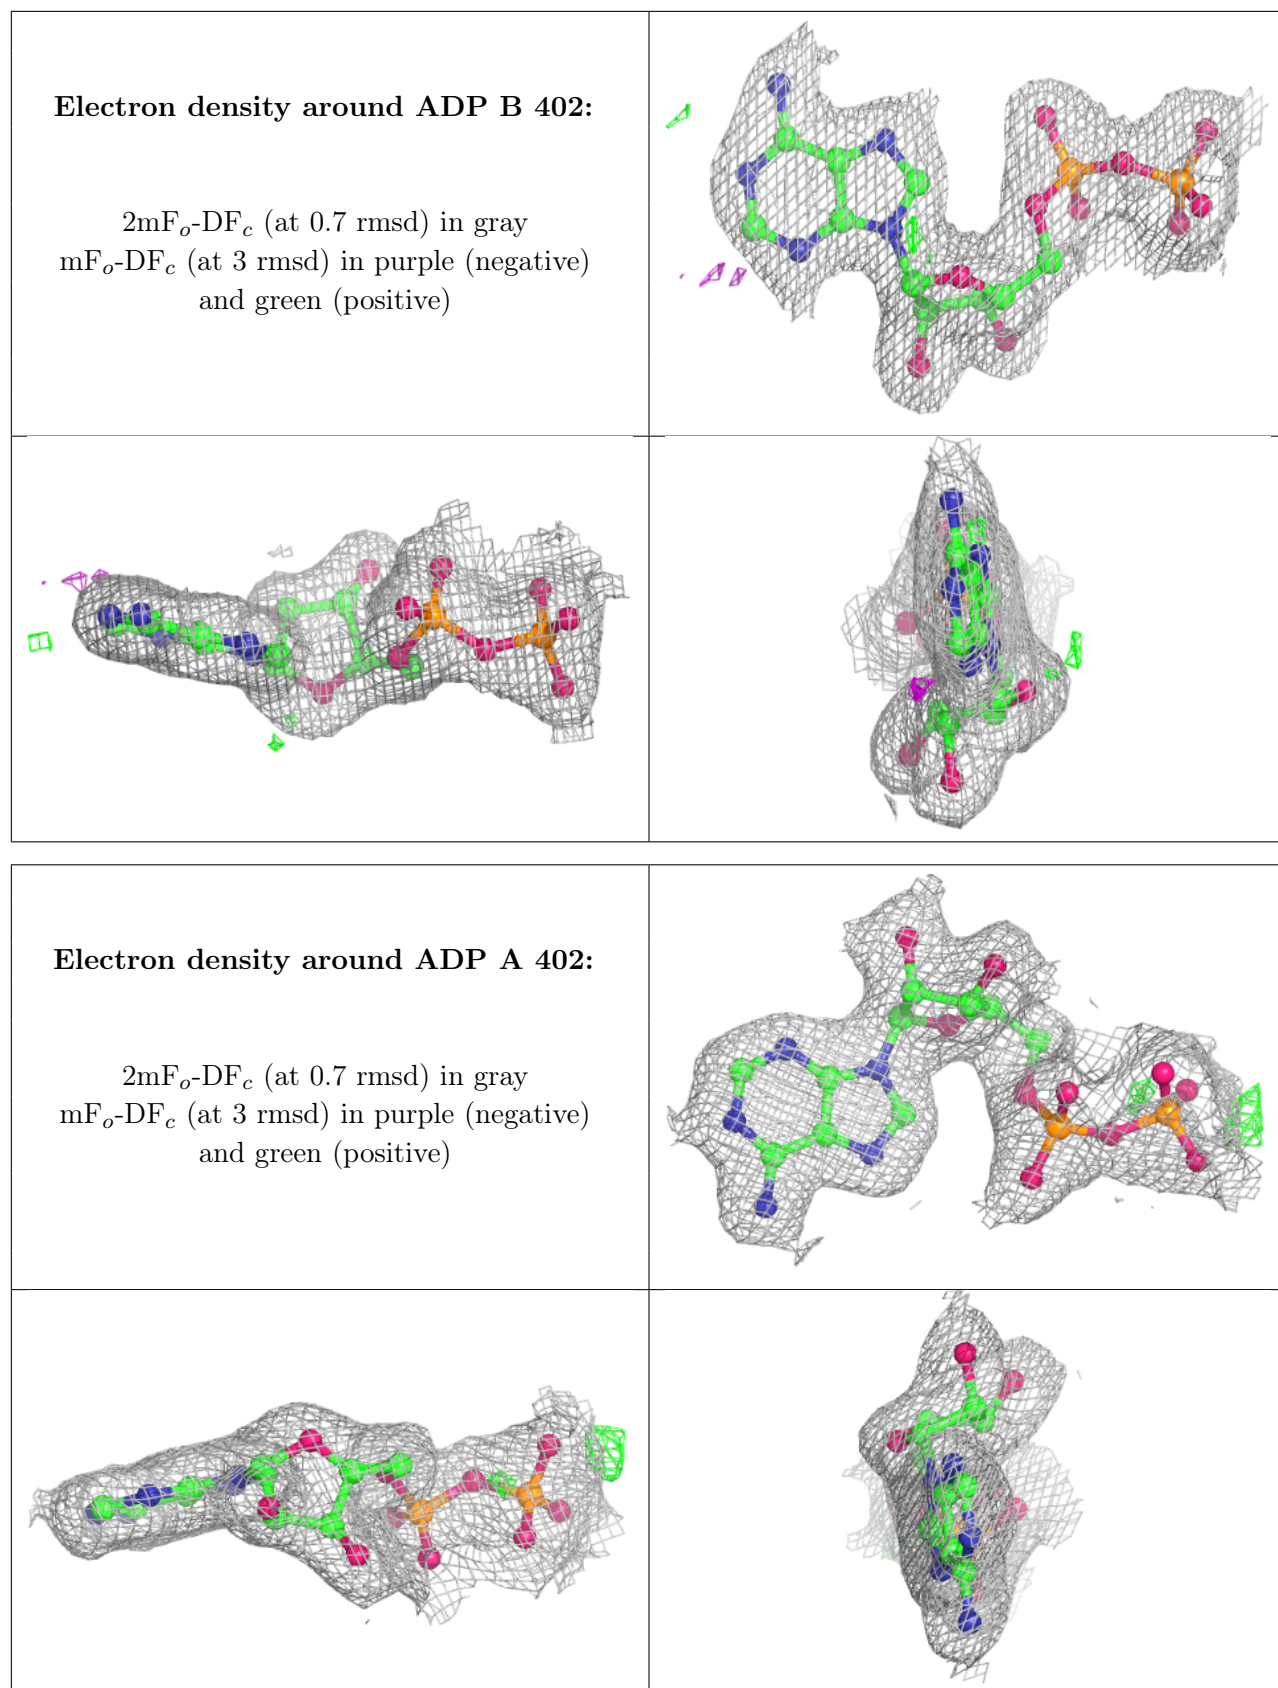 Electron density around ADP B 402:
2mFo-DFc (at 0.7 rmsd) in gray
mFo-DFc (at 3 rmsd) in purple (negative)
and green (positive)
Electron density around ADP A 402:
2mFo-DFc (at 0.7 rmsd) in gray
mFo-DFc (at 3 rmsd) in purple (negative)
and green (positive)